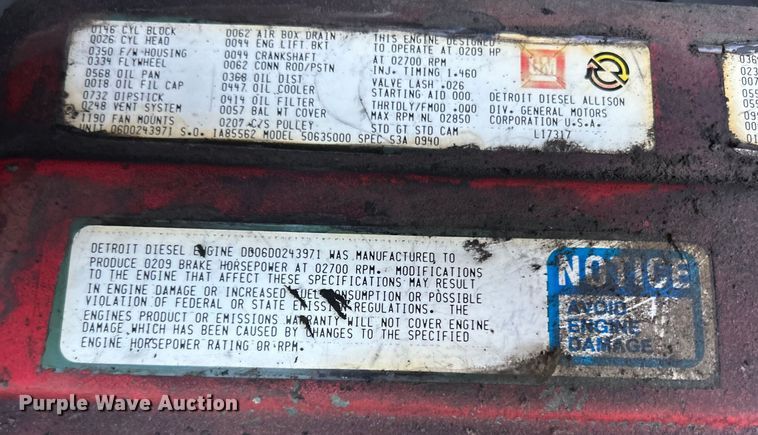 0146 CYL BLOCK
0026 CYL HEAD
0350 F/W HOUSING
0339 FLYWHEEL
0568 OIL PAN
0018 OIL FIL CAP
0732 DIPSTICK
0248 VENT SYSTEM
1190 FAN MOUNTS
UNIT 06D0243971 S.O. 1A85562 MODEL 50635000 SPEC S3A 0940
0062 AIR BOX DRAIN
0044 ENG LIFT BKT
0099 CRANKSHAFT
0062 CONN ROD/PSTN
0366 OIL DIST
0447 OIL COOLER
0414 OIL FILTER
0057 BAL WT COVER
0207 C/S PULLEY
THIS ENGINE DESIGNED
TO OPERATE AT 0209 HP
AT 02700 RPM
INJ. TIMING 1.460
VALVE LASH .026
STARTING AID 000
THRTDLY/FMOD .000
MAX RPM NL 02850
STD GT STD CAM
GM
DETROIT DIESEL ALLISON
DIV. GENERAL MOTORS
CORPORATION U.S.A.
L17317
DETROIT DIESEL ENGINE DB06D0243971 WAS MANUFACTURED TO
PRODUCE 0209 BRAKE HORSEPOWER AT 02700 RPM. MODIFICATIONS
TO THE ENGINE THAT AFFECT THESE SPECIFICATIONS MAY RESULT
IN ENGINE DAMAGE OR INCREASED FUEL CONSUMPTION OR POSSIBLE
VIOLATION OF FEDERAL OR STATE EMISSION REGULATIONS. THE
ENGINES PRODUCT OR EMISSIONS WARRANTY WILL NOT COVER ENGINE
DAMAGE WHICH HAS BEEN CAUSED BY CHANGES TO THE SPECIFIED
ENGINE HORSEPOWER RATING OR RPM.
NOTICE
AVOID
ENGINE
DAMAGE
Purple Wave Auction